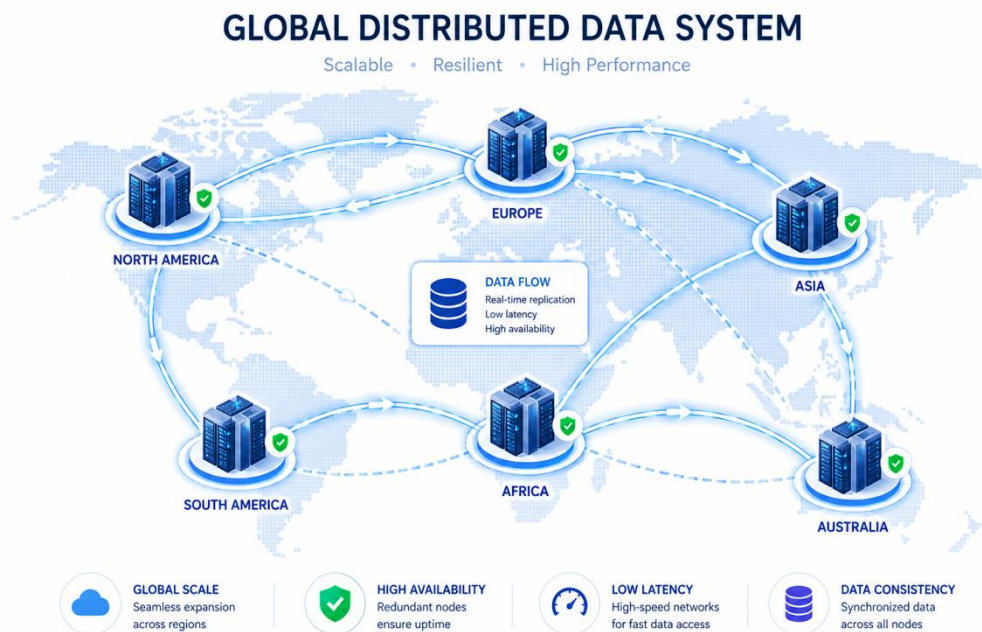 GLOBAL DISTRIBUTED DATA SYSTEM
Scalable • Resilient • High Performance
EUROPE
NORTH AMERICA
ASIA
DATA FLOW
Real-time replication
Low latency
High availability
SOUTH AMERICA
AFRICA
AUSTRALIA
GLOBAL SCALE
Seamless expansion
across regions
HIGH AVAILABILITY
Redundant nodes
ensure uptime
LOW LATENCY
High-speed networks
for fast data access
DATA CONSISTENCY
Synchronized data
across all nodes